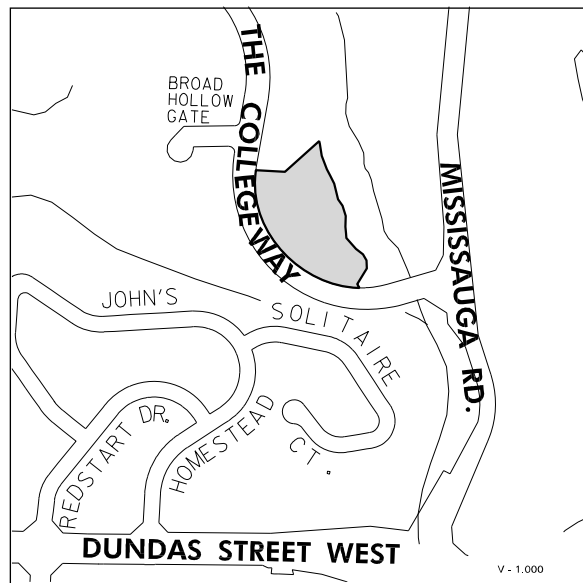 THE COLLEGEWAY
BROAD
HOLLOW
GATE
MISSISSAUGA RD.
JOHN'S
HOMESTEAD
SOLITAIRE
CT.
REDSTART DR.
DUNDAS STREET WEST
V - 1.000